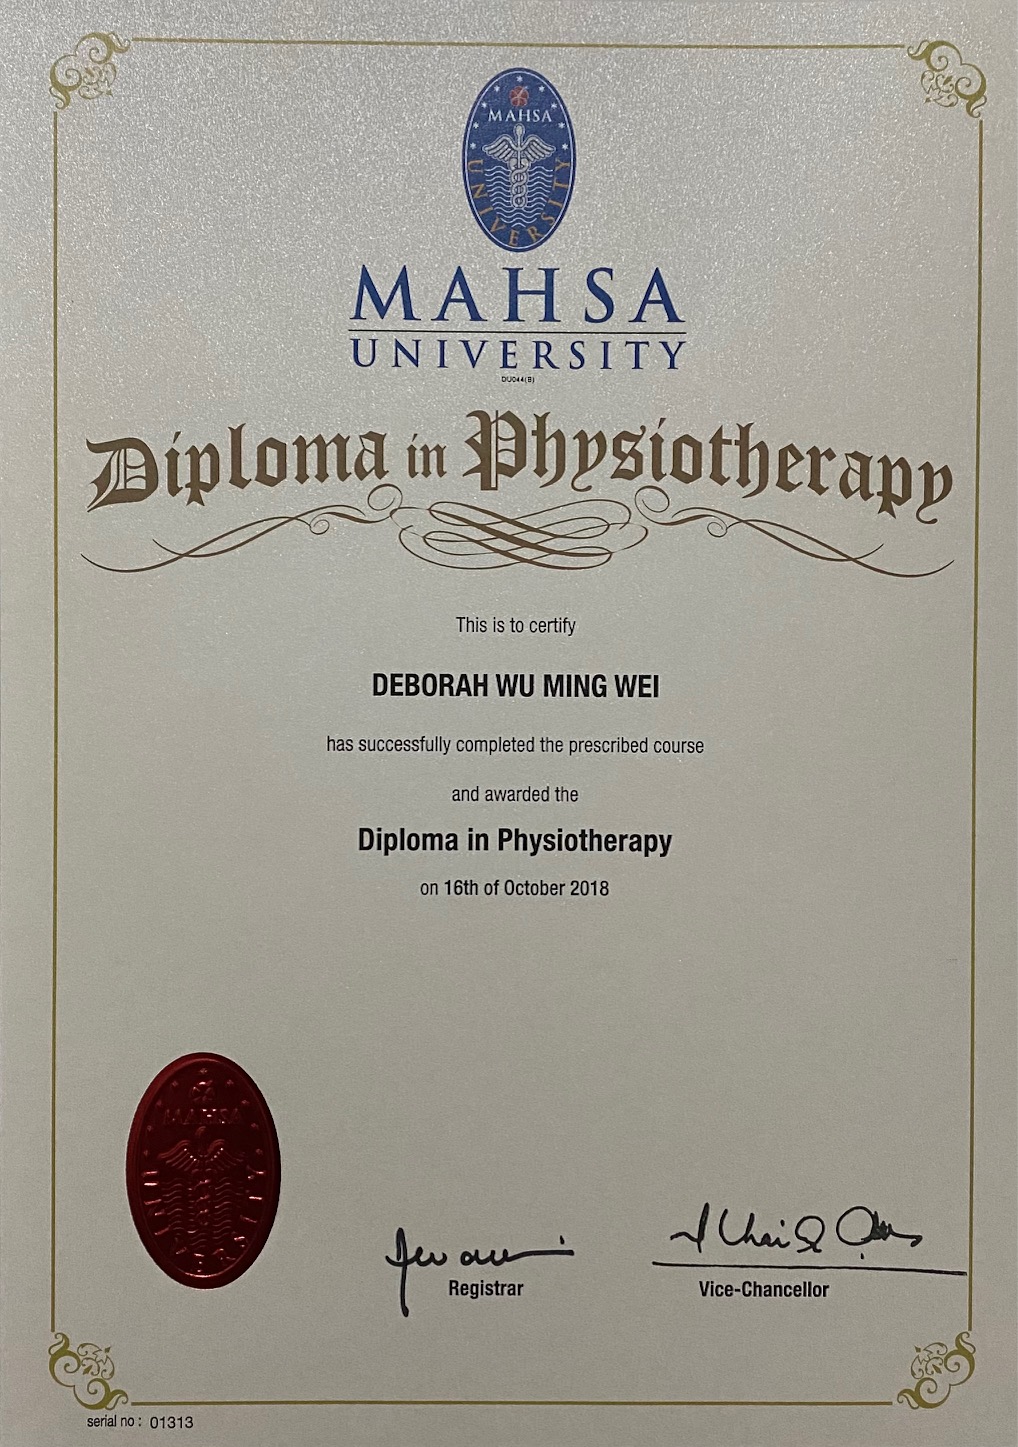 MAHSA
UNIVERSITY
MAHSA
UNIVERSITY
DU044(B)
Diploma in Physiotherapy
This is to certify
DEBORAH WU MING WEI
has successfully completed the prescribed course
and awarded the
Diploma in Physiotherapy
on 16th of October 2018
MAHSA
Registrar
Vice-Chancellor
serial no : 01313